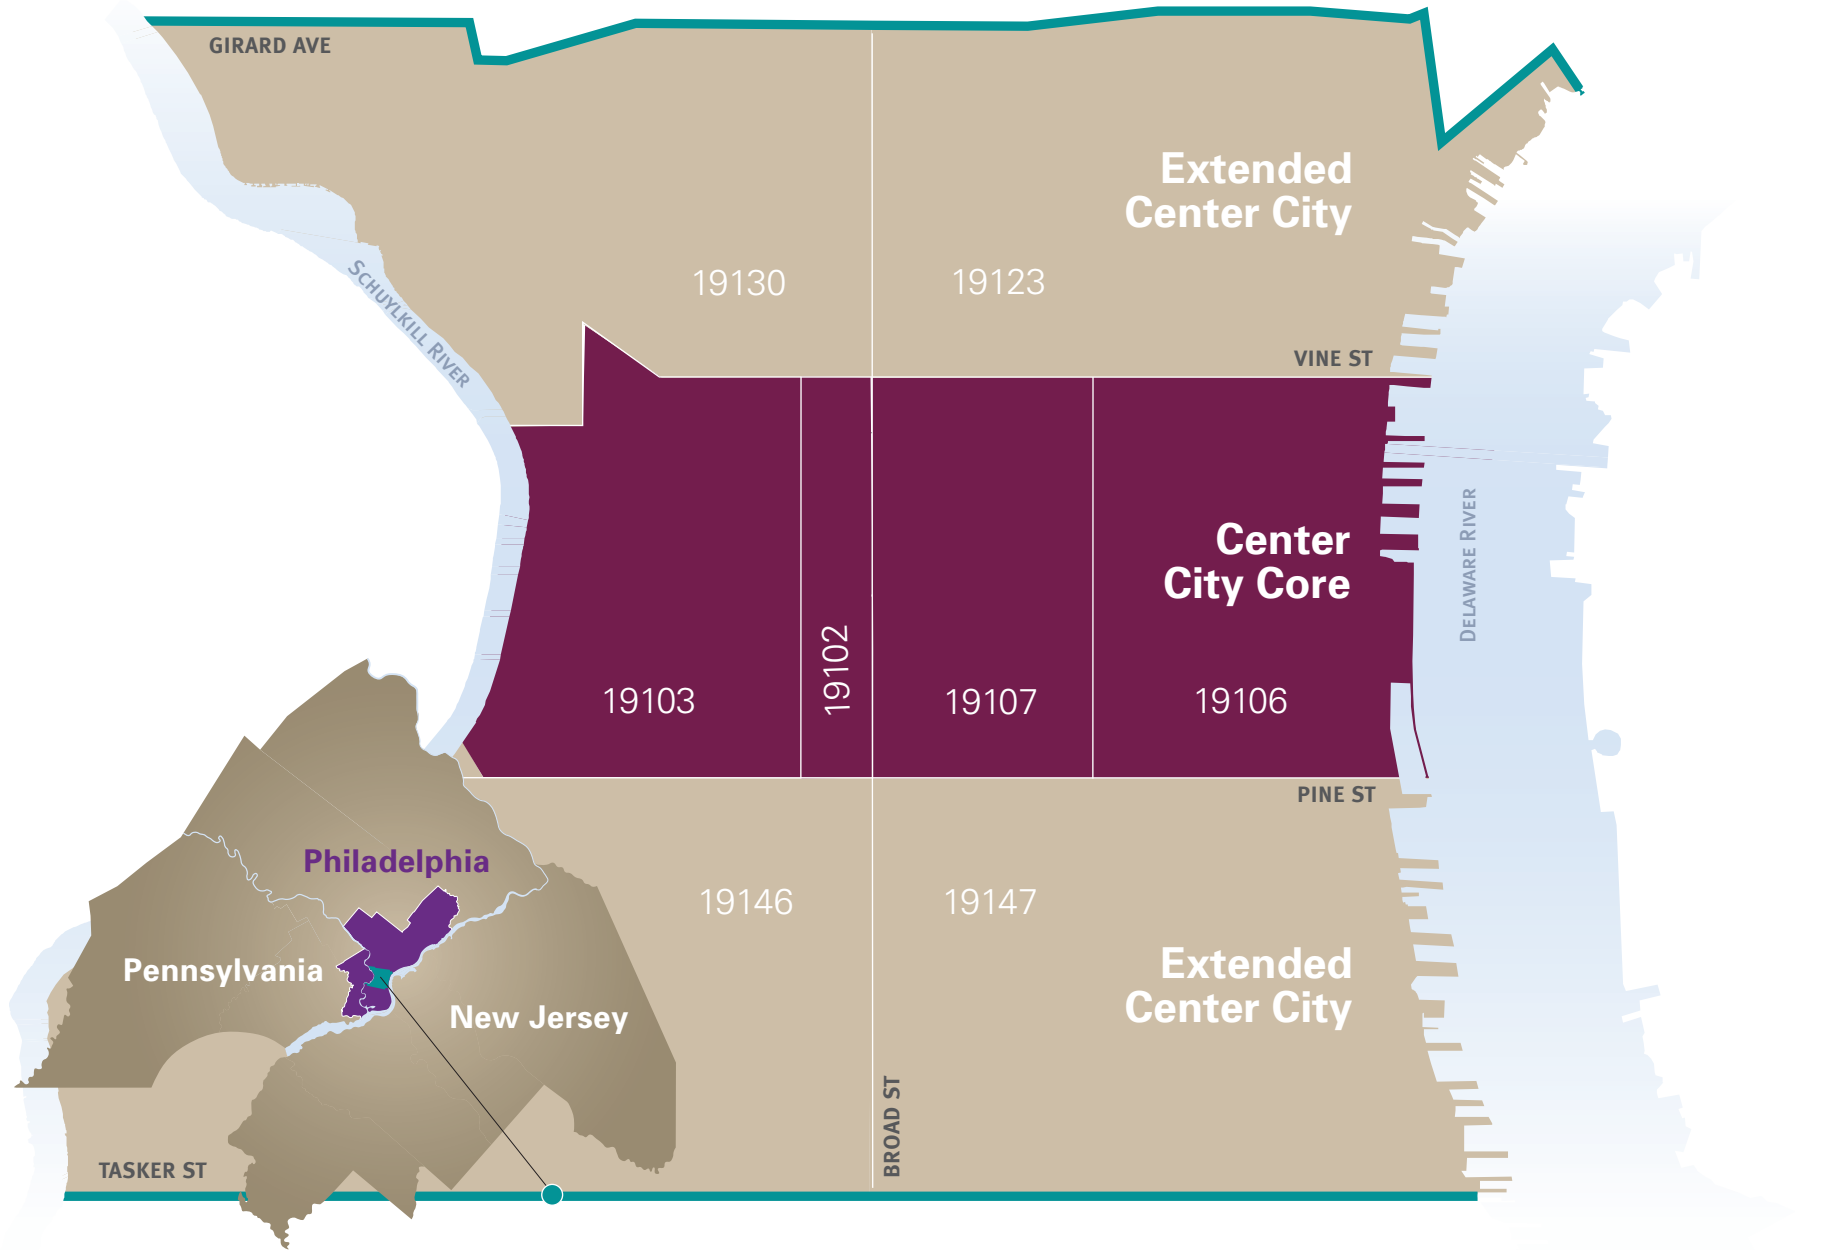 GIRARD AVE
Extended
Center City
19130
19123
SCHUYLKILL RIVER
VINE ST
Center
City Core
DELAWARE RIVER
19102
19103
19107
19106
PINE ST
Philadelphia
19146
19147
Pennsylvania
New Jersey
Extended
Center City
BROAD ST
TASKER ST